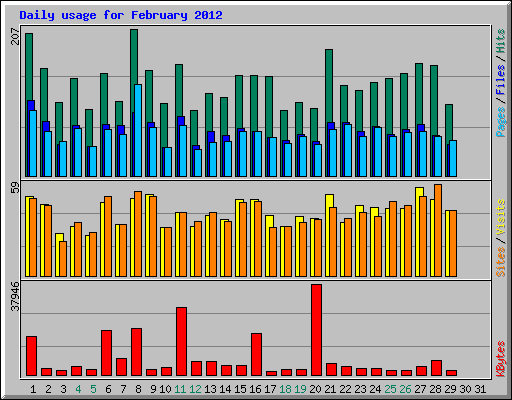 Daily usage for February 2012
207
59
37946
Pages / Files / Hits
Sites / Visits
KBytes
1 2 3 4 5 6 7 8 9 10 11 12 13 14 15 16 17 18 19 20 21 22 23 24 25 26 27 28 29 30 31